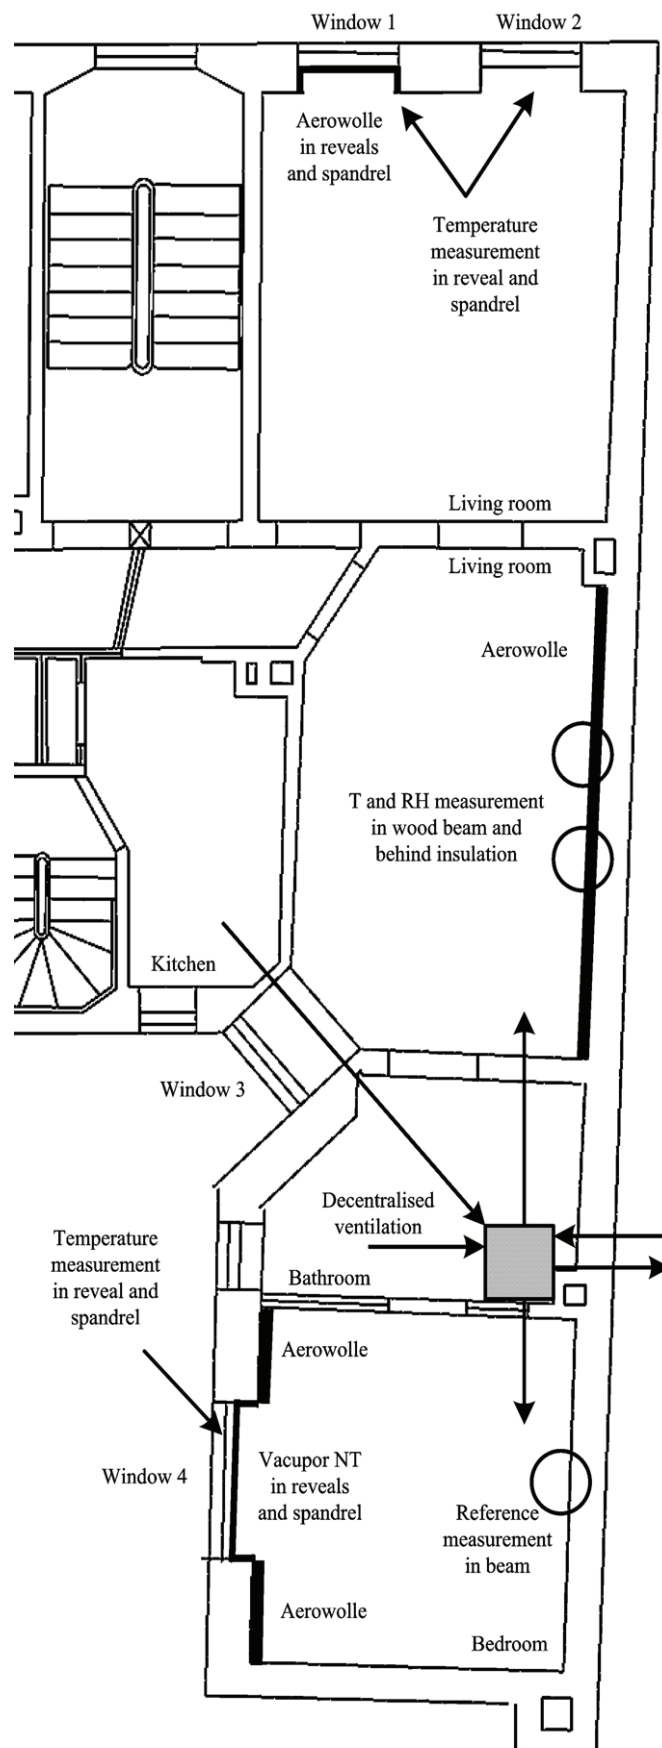 Window 1
Window 2
Aerowolle
in reveals
and spandrel
Temperature
measurement
in reveal and
spandrel
Living room
Living room
Aerowolle
T and RH measurement
in wood beam and
behind insulation
Kitchen
Window 3
Decentralised
ventilation
Temperature
measurement
in reveal and
spandrel
Bathroom
Aerowolle
Window 4
Vacupor NT
in reveals
and spandrel
Reference
measurement
in beam
Aerowolle
Bedroom